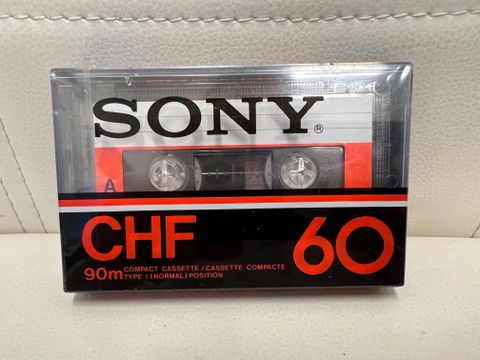 SONY®
A
CHF 60
90m COMPACT CASSETTE / CASSETTE COMPACTE
TYPE I (NORMAL) POSITION